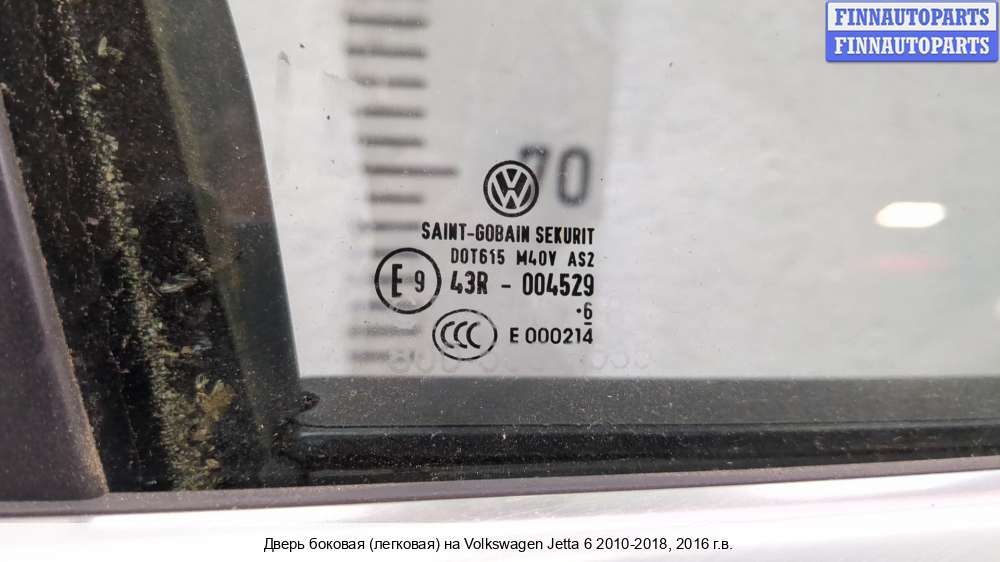 FINNAUTOPARTS
FINNAUTOPARTS
70
SAINT-GOBAIN SEKURIT
DOT615 M40V AS2
E9 43R - 004529
·6
CCC E 000214
Дверь боковая (легковая) на Volkswagen Jetta 6 2010-2018, 2016 г.в.